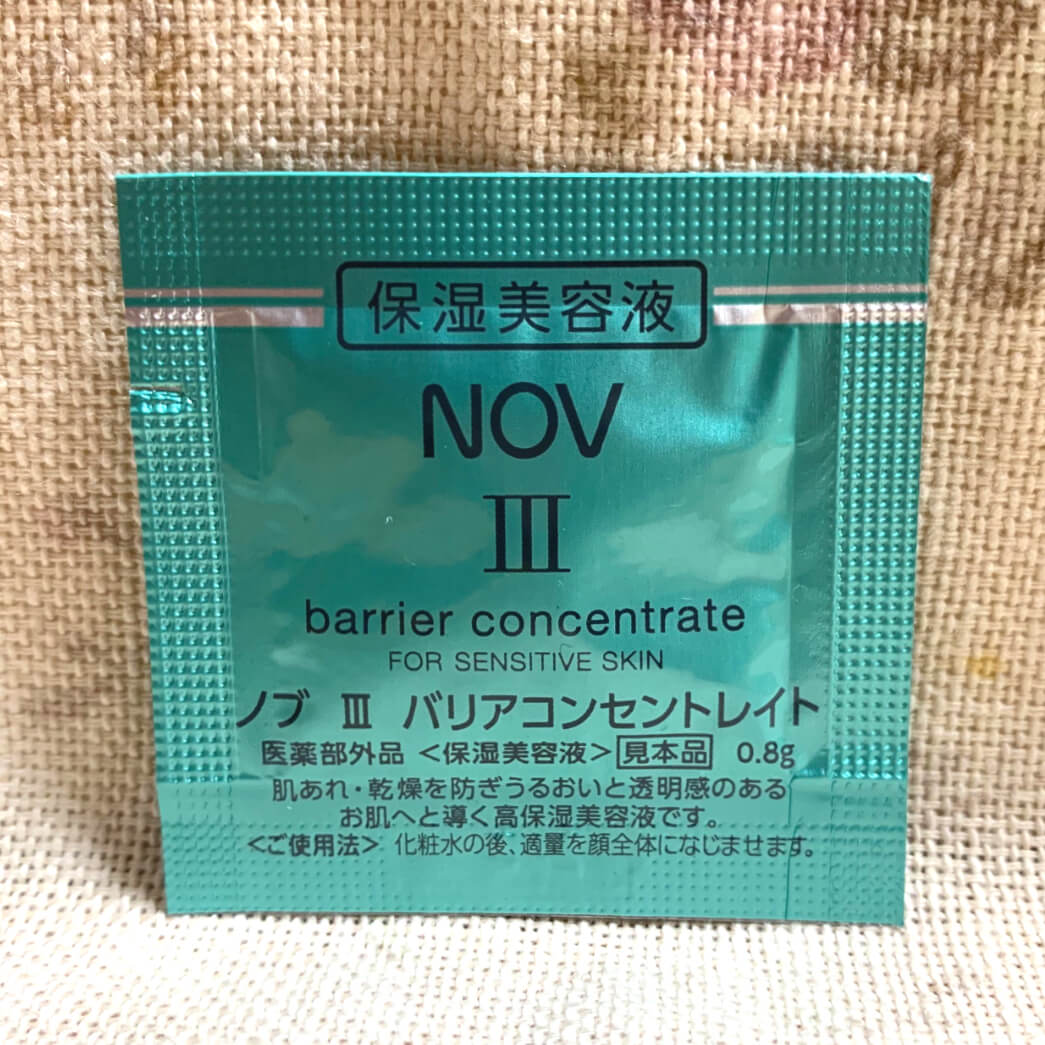 保湿美容液
NOV
III
barrier concentrate
FOR SENSITIVE SKIN
ノブ III バリアコンセントレイト
医薬部外品 <保湿美容液> 見本品 0.8g
肌あれ・乾燥を防ぎうるおいと透明感のある
お肌へと導く高保湿美容液です。
<ご使用法> 化粧水の後、適量を顔全体になじませます。